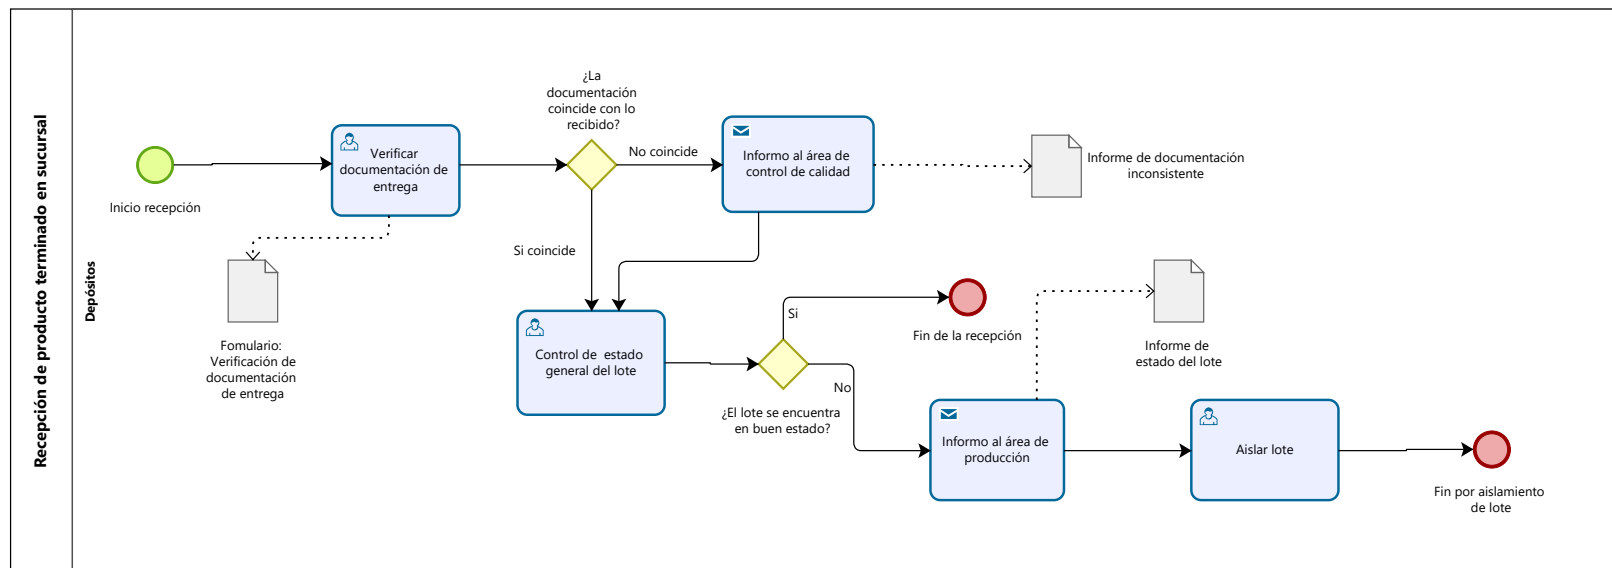 Recepción de producto terminado en sucursal
Depósitos
Inicio recepción
Verificar
documentación de
entrega
Fomulario:
Verificación de
documentación
de entrega
¿La
documentación
coincide con lo
recibido?
No coincide
Si coincide
Informo al área de
control de calidad
Informe de documentación
inconsistente
Control de estado
general del lote
¿El lote se encuentra
en buen estado?
Si
No
Fin de la recepción
Informo al área de
producción
Informe de
estado del lote
Aislar lote
Fin por aislamiento
de lote